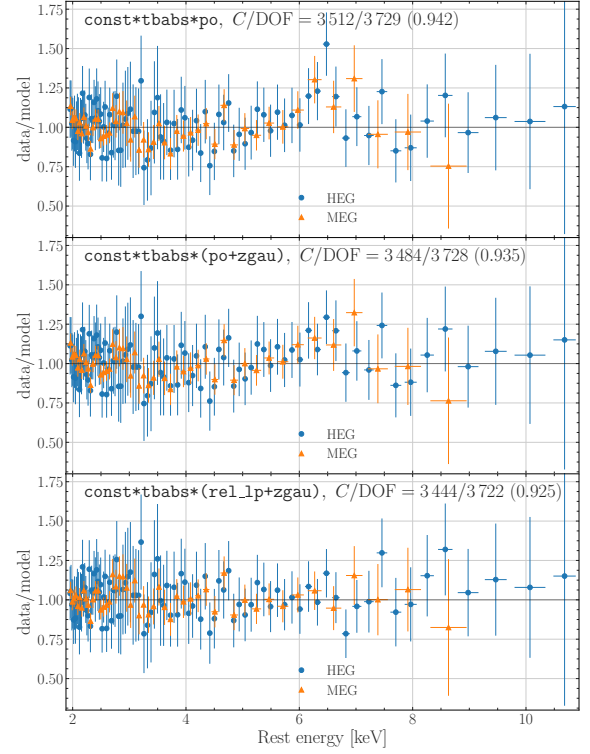 const*tbabs*po, C/DOF = 3 512/3 729 (0.942)
1.75
1.50
1.25
1.00
0.75
0.50
data/model
HEG
MEG
const*tbabs*(po+zgau), C/DOF = 3 484/3 728 (0.935)
1.75
1.50
1.25
1.00
0.75
0.50
data/model
HEG
MEG
const*tbabs*(rel_lp+zgau), C/DOF = 3 444/3 722 (0.925)
1.75
1.50
1.25
1.00
0.75
0.50
data/model
HEG
MEG
2 3 4 5 6 7 8 9 10
Rest energy [keV]